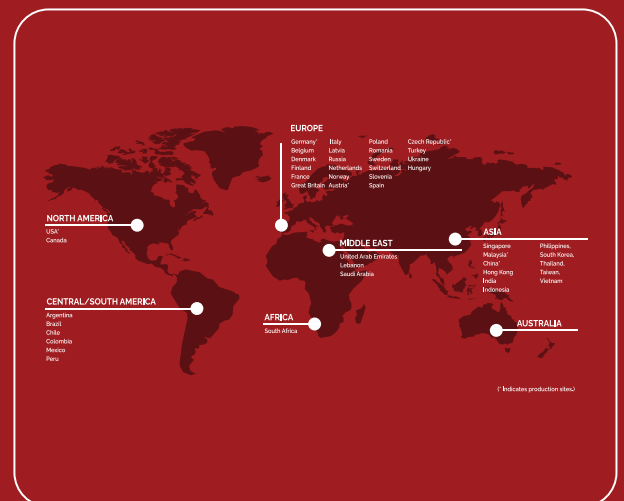 EUROPE
Germany* Italy Poland Czech Republic*
Belgium Latvia Romania Turkey
Denmark Russia Sweden Ukraine
Finland Netherlands Switzerland Hungary
France Norway Slovenia
Great Britain Austria* Spain
NORTH AMERICA
USA*
Canada
MIDDLE EAST
United Arab Emirates
Lebanon
Saudi Arabia
ASIA
Singapore Philippines,
Malaysia* South Korea,
China* Thailand,
Hong Kong Taiwan,
India Vietnam
Indonesia
CENTRAL/SOUTH AMERICA
Argentina
Brazil
Chile
Colombia
Mexico
Peru
AFRICA
South Africa
AUSTRALIA
(* Indicates production sites.)